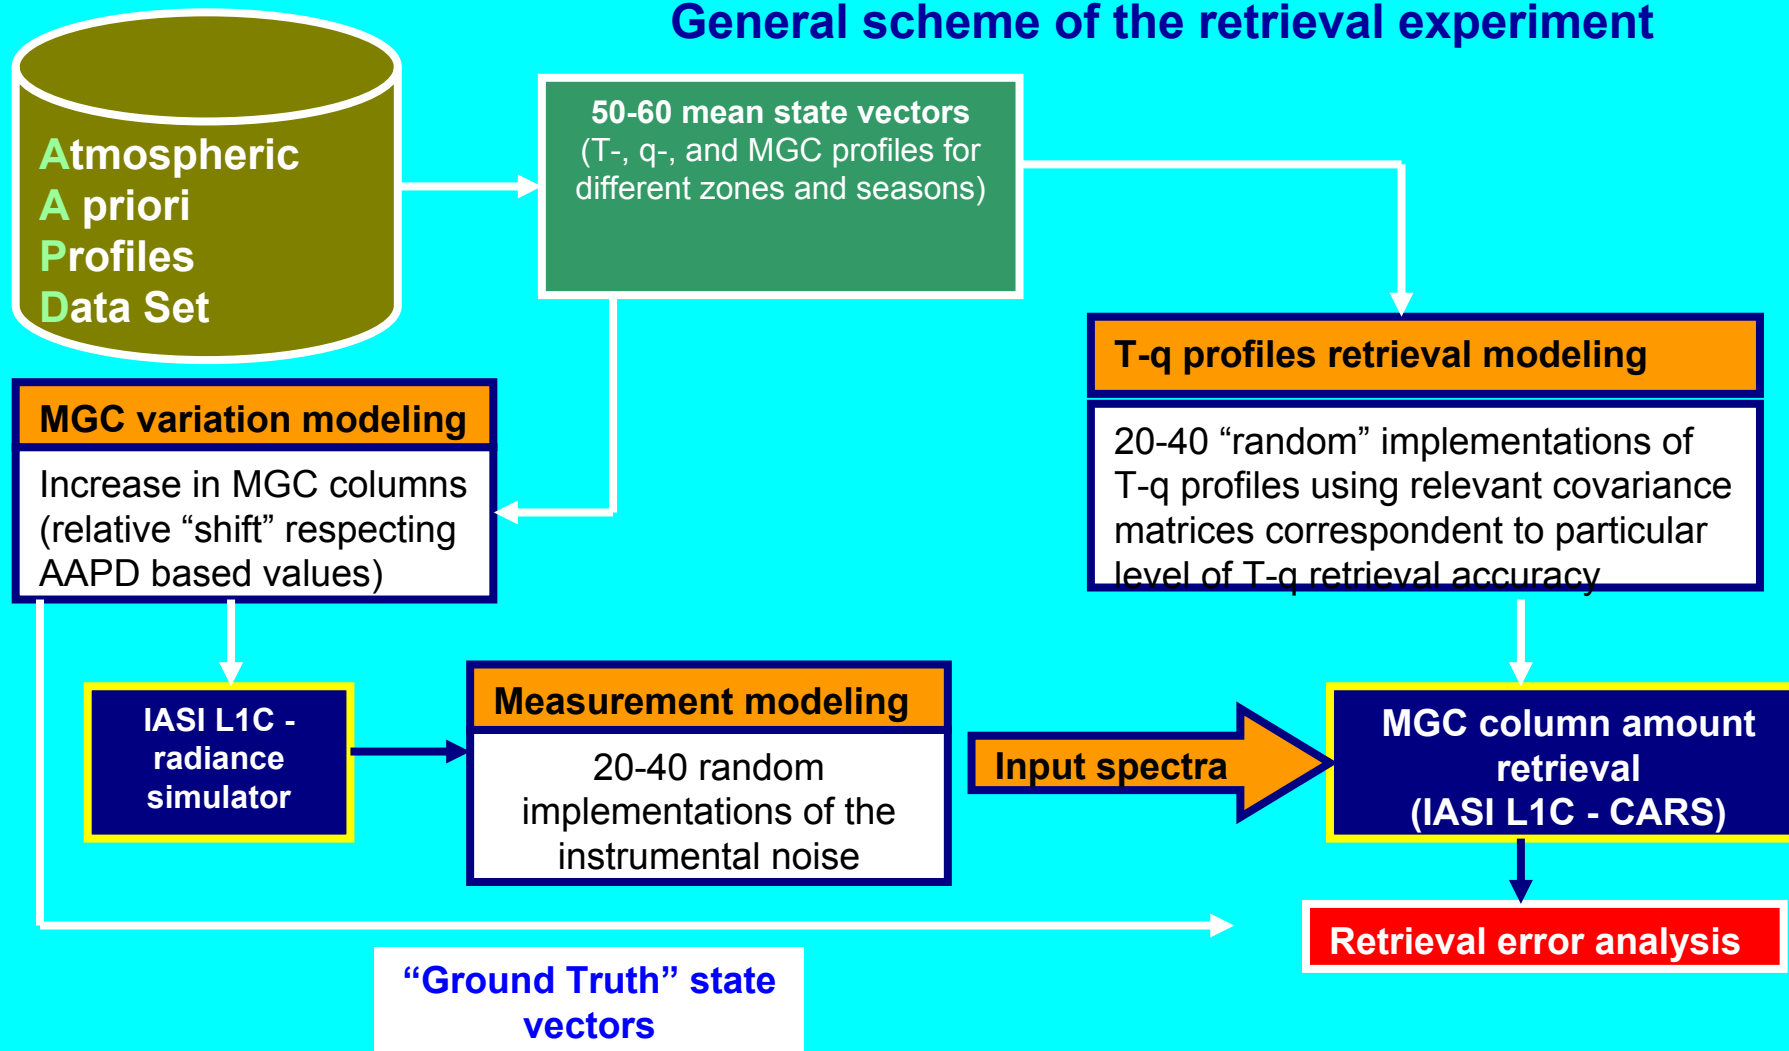 General scheme of the retrieval experiment
Atmospheric
A priori
Profiles
Data Set
50-60 mean state vectors
(T-, q-, and MGC profiles for
different zones and seasons)
T-q profiles retrieval modeling
20-40 “random” implementations of
T-q profiles using relevant covariance
matrices correspondent to particular
level of T-q retrieval accuracy
MGC variation modeling
Increase in MGC columns
(relative “shift” respecting
AAPD based values)
IASI L1C -
radiance
simulator
Measurement modeling
20-40 random
implementations of the
instrumental noise
Input spectra
MGC column amount
retrieval
(IASI L1C - CARS)
Retrieval error analysis
“Ground Truth” state
vectors